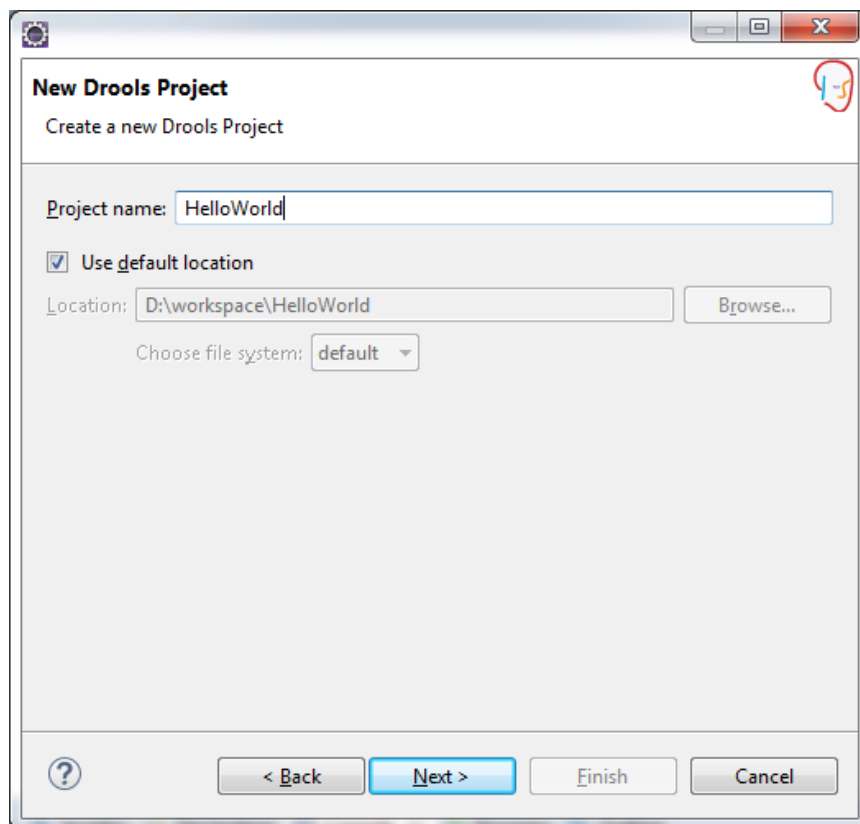 New Drools Project
Create a new Drools Project
Project name: HelloWorld
Use default location
Location: D:\workspace\HelloWorld Browse...
Choose file system: default
? < Back Next > Finish Cancel